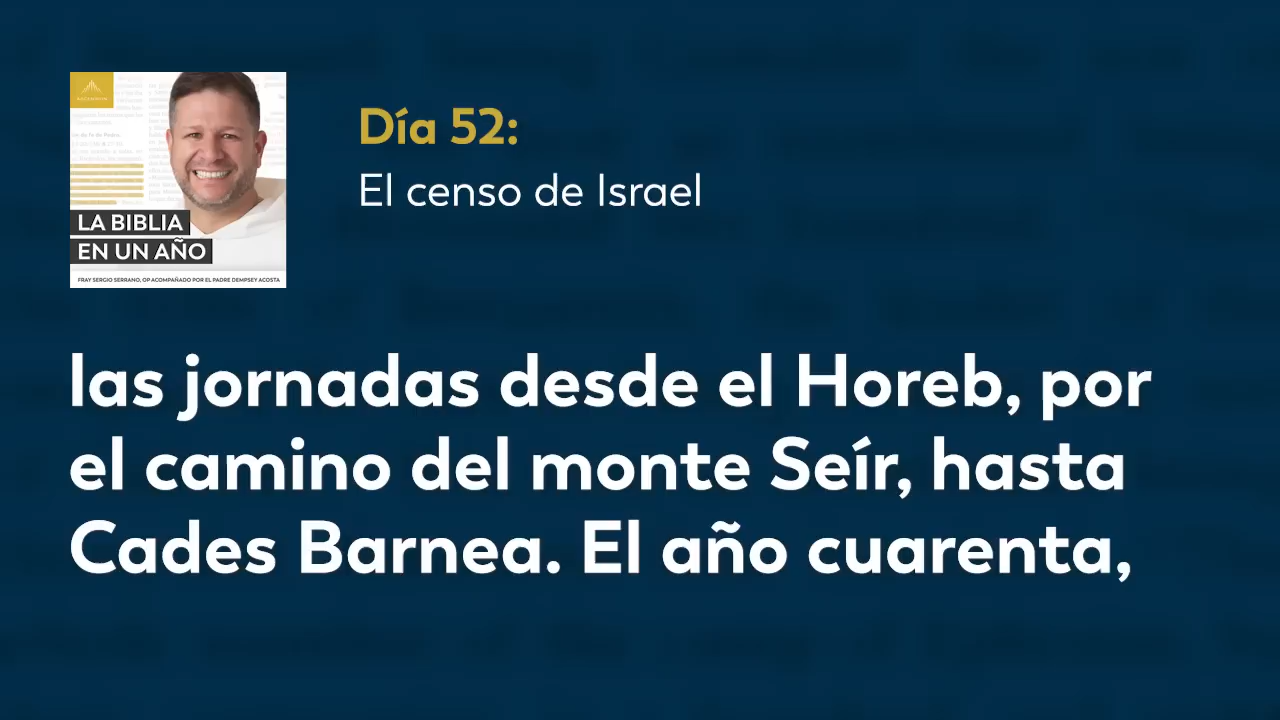 ASCENSION
Día 52:
El censo de Israel
LA BIBLIA
EN UN AÑO
FRAY SERGIO SERRANO, OP ACOMPAÑADO POR EL PADRE DEMPSEY ACOSTA
las jornadas desde el Horeb, por
el camino del monte Seír, hasta
Cades Barnea. El año cuarenta,